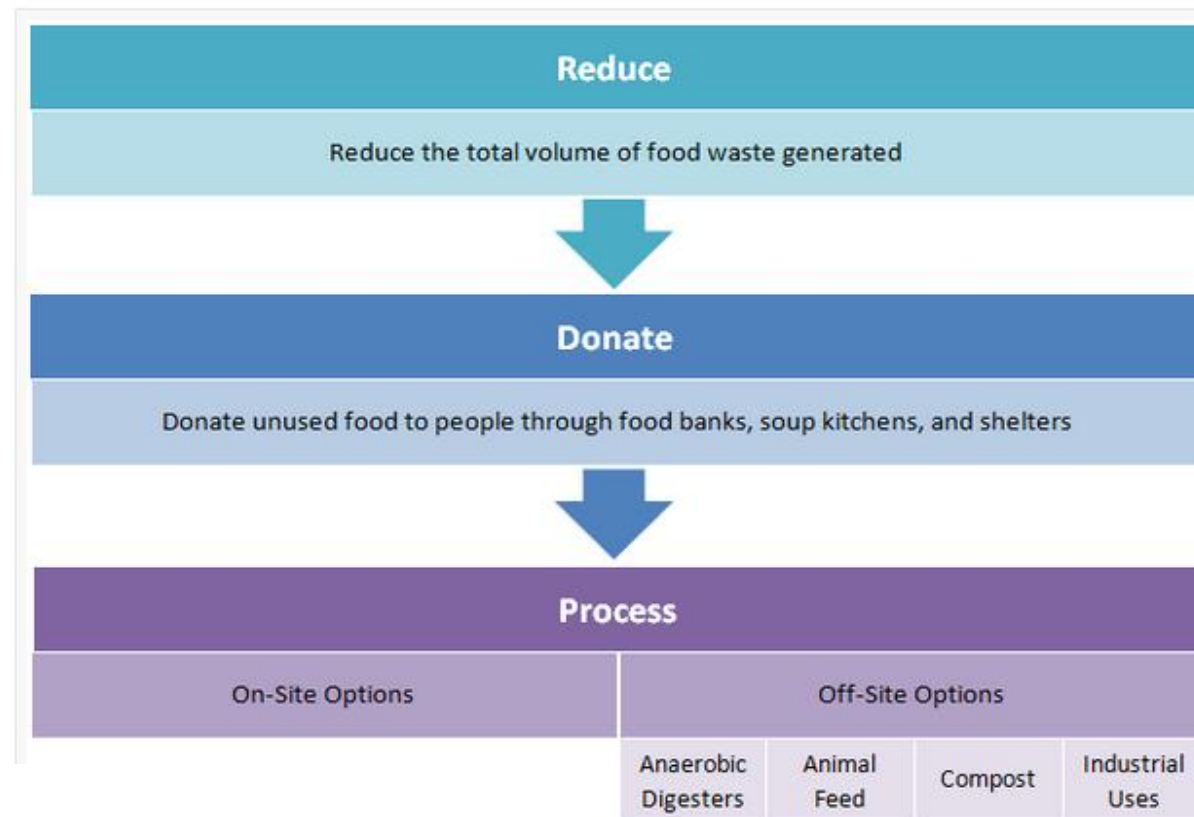 Reduce
Reduce the total volume of food waste generated
Donate
Donate unused food to people through food banks, soup kitchens, and shelters
Process
On-Site Options
Off-Site Options
Anaerobic
Digesters
Animal
Feed
Compost
Industrial
Uses